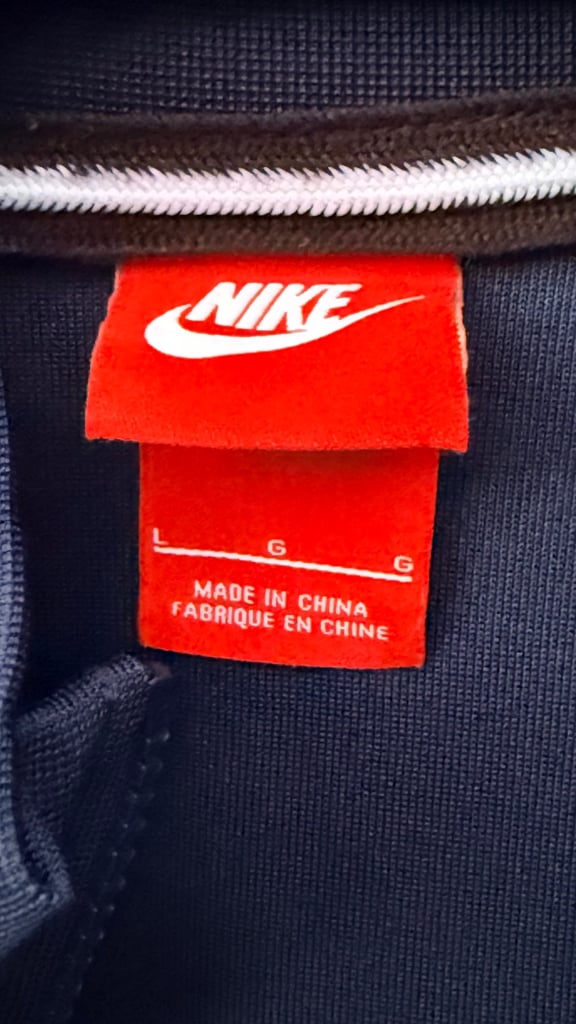 NIKE
L G G
MADE IN CHINA
FABRIQUE EN CHINE